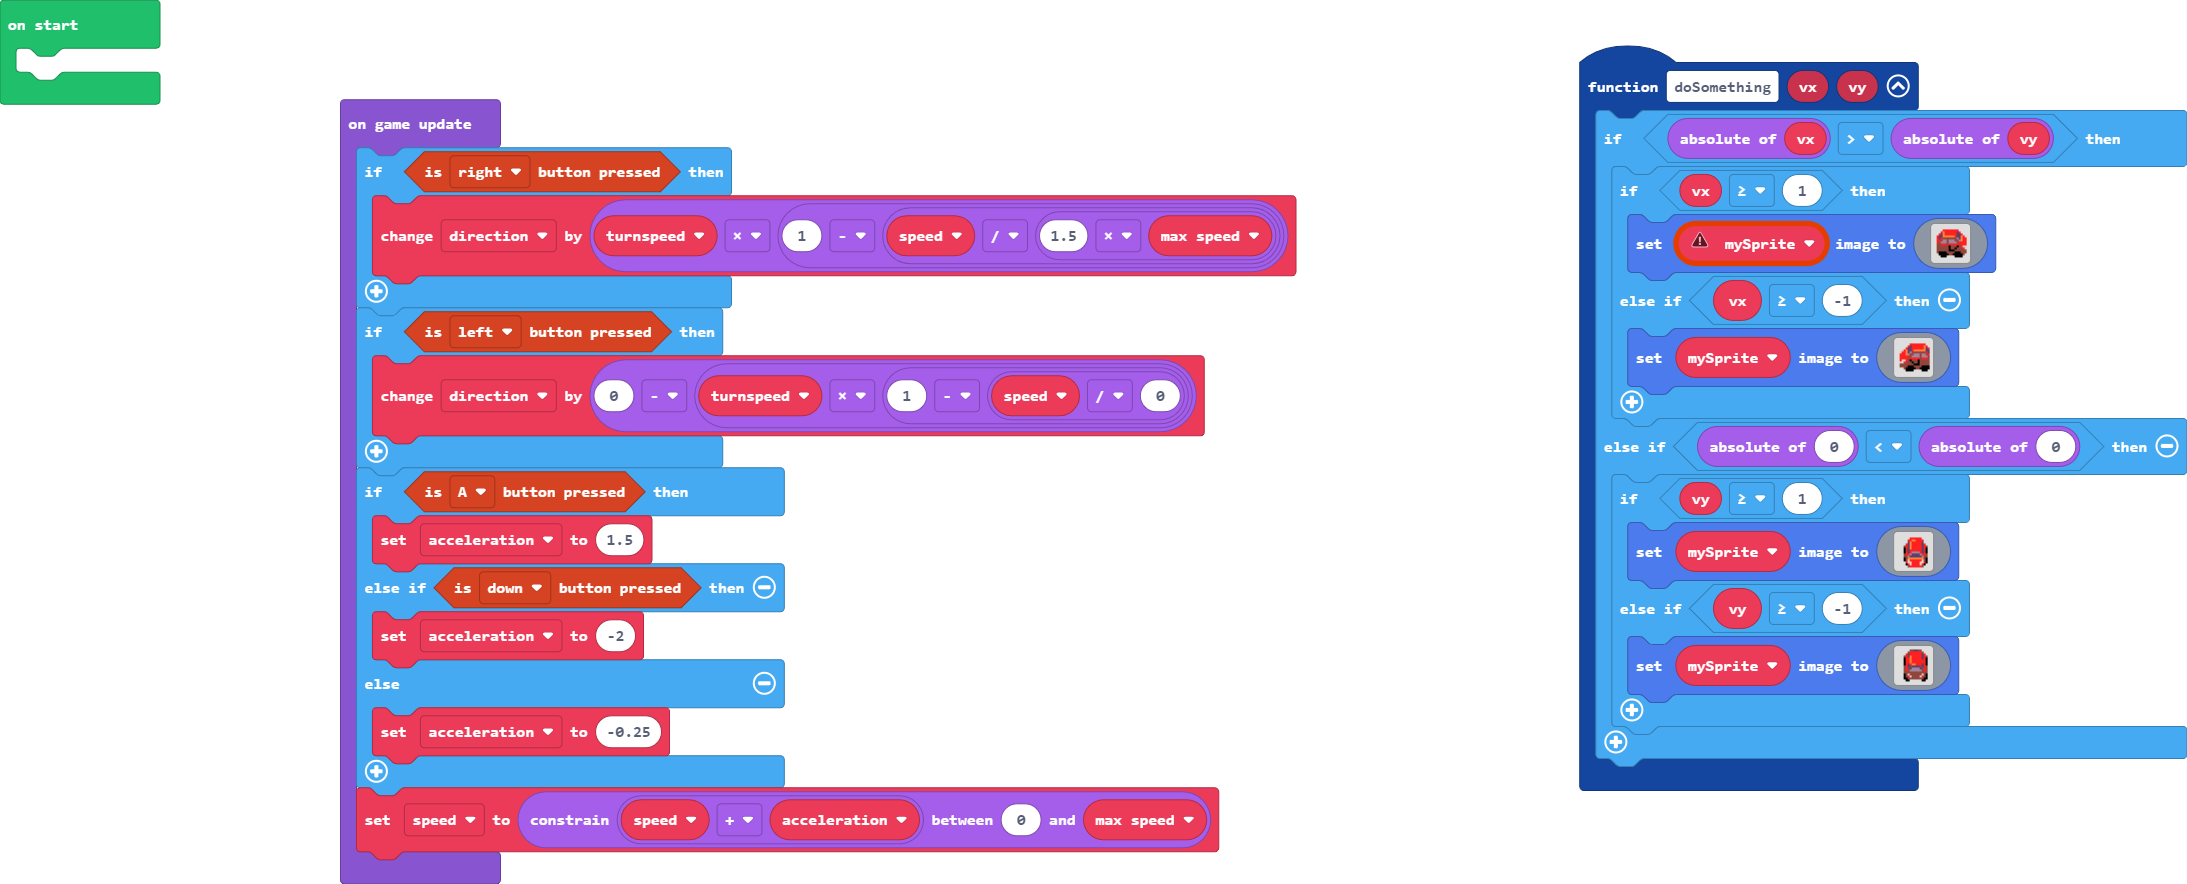 on start
on game update
if is right button pressed then
change direction by turnspeed × 1 - speed / 1.5 × max speed
if is left button pressed then
change direction by 0 - turnspeed × 1 - speed / 0
if is A button pressed then
set acceleration to 1.5
else if is down button pressed then
set acceleration to -2
else
set acceleration to -0.25
set speed to constrain speed + acceleration between 0 and max speed
function doSomething vx vy
if absolute of vx > absolute of vy then
if vx ≥ 1 then
set mySprite image to
else if vx ≥ -1 then
set mySprite image to
else if absolute of 0 < absolute of 0 then
if vy ≥ 1 then
set mySprite image to
else if vy ≥ -1 then
set mySprite image to